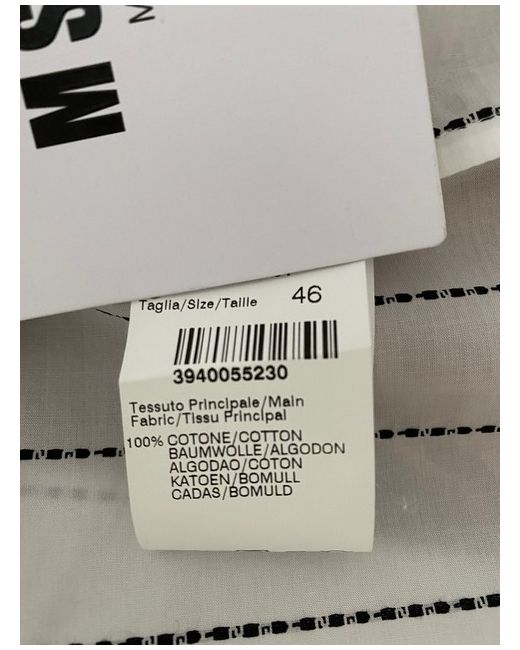 MS
M
Taglia/Size/Taille 46
3940055230
Tessuto Principale/Main
Fabric/Tissu Principal
100% COTONE/COTTON
BAUMWOLLE/ALGODON
ALGODAO/COTON
KATOEN/BOMULL
CADAS/BOMULD